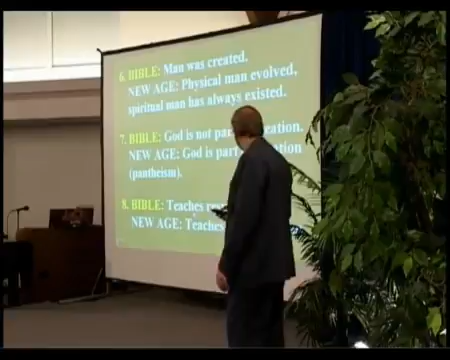 6. BIBLE: Man was created.
NEW AGE: Physical man evolved,
spiritual man has always existed.
7. BIBLE: God is not part
NEW AGE: God is part
(pantheism).
8. BIBLE: Teaches
NEW AGE: Teaches